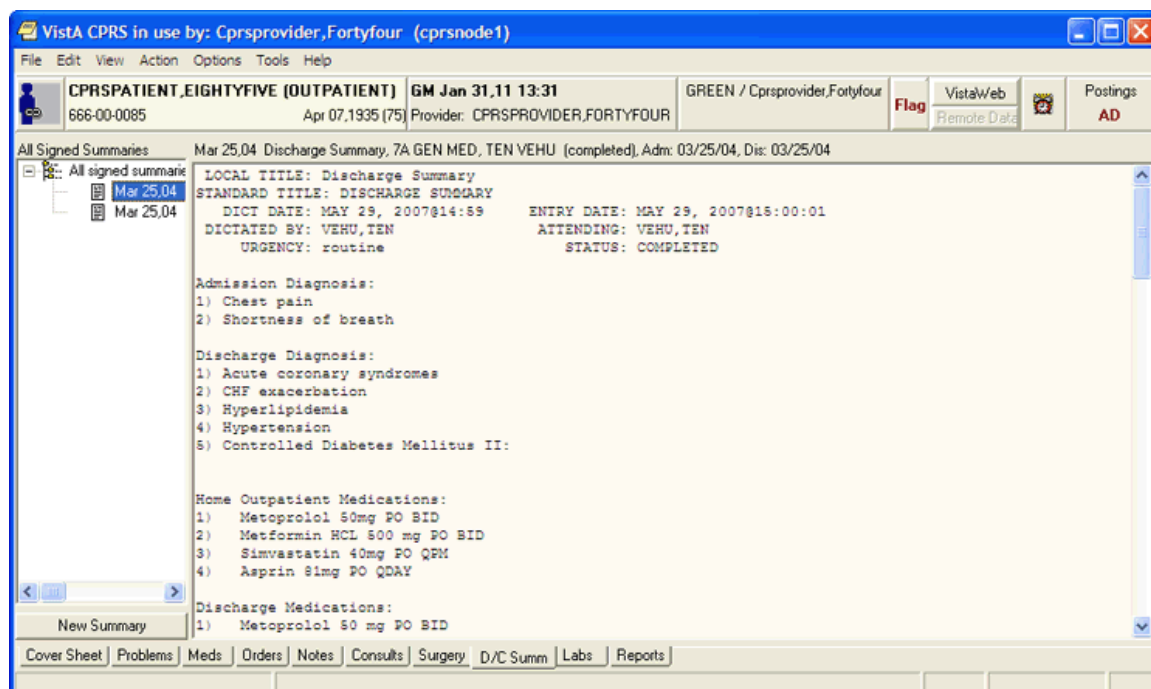 VistA CPRS in use by: Cprsprovider,Fortyfour (cprsnode1)
File Edit View Action Options Tools Help
CPRSPATIENT,EIGHTYFIVE (OUTPATIENT) GM Jan 31,11 13:31 GREEN / Cprsprovider,Fortyfour Flag VistaWeb Postings
666-00-0085 Apr 07,1935 (75) Provider: CPRSPROVIDER,FORTYFOUR Remote Data AD
All Signed Summaries Mar 25,04 Discharge Summary, 7A GEN MED, TEN VEHU (completed), Adm: 03/25/04, Dis: 03/25/04
All signed summarie
Mar 25,04
Mar 25,04
LOCAL TITLE: Discharge Summary
STANDARD TITLE: DISCHARGE SUMMARY
DICT DATE: MAY 29, 2007@14:59 ENTRY DATE: MAY 29, 2007@15:00:01
DICTATED BY: VEHU,TEN ATTENDING: VEHU,TEN
URGENCY: routine STATUS: COMPLETED
Admission Diagnosis:
1) Chest pain
2) Shortness of breath
Discharge Diagnosis:
1) Acute coronary syndromes
2) CHF exacerbation
3) Hyperlipidemia
4) Hypertension
5) Controlled Diabetes Mellitus II:
Home Outpatient Medications:
1) Metoprolol 50mg PO BID
2) Metformin HCL 500 mg PO BID
3) Simvastatin 40mg PO QPM
4) Asprin 81mg PO QDAY
Discharge Medications:
1) Metoprolol 50 mg PO BID
New Summary
Cover Sheet Problems Meds Orders Notes Consults Surgery D/C Summ Labs Reports